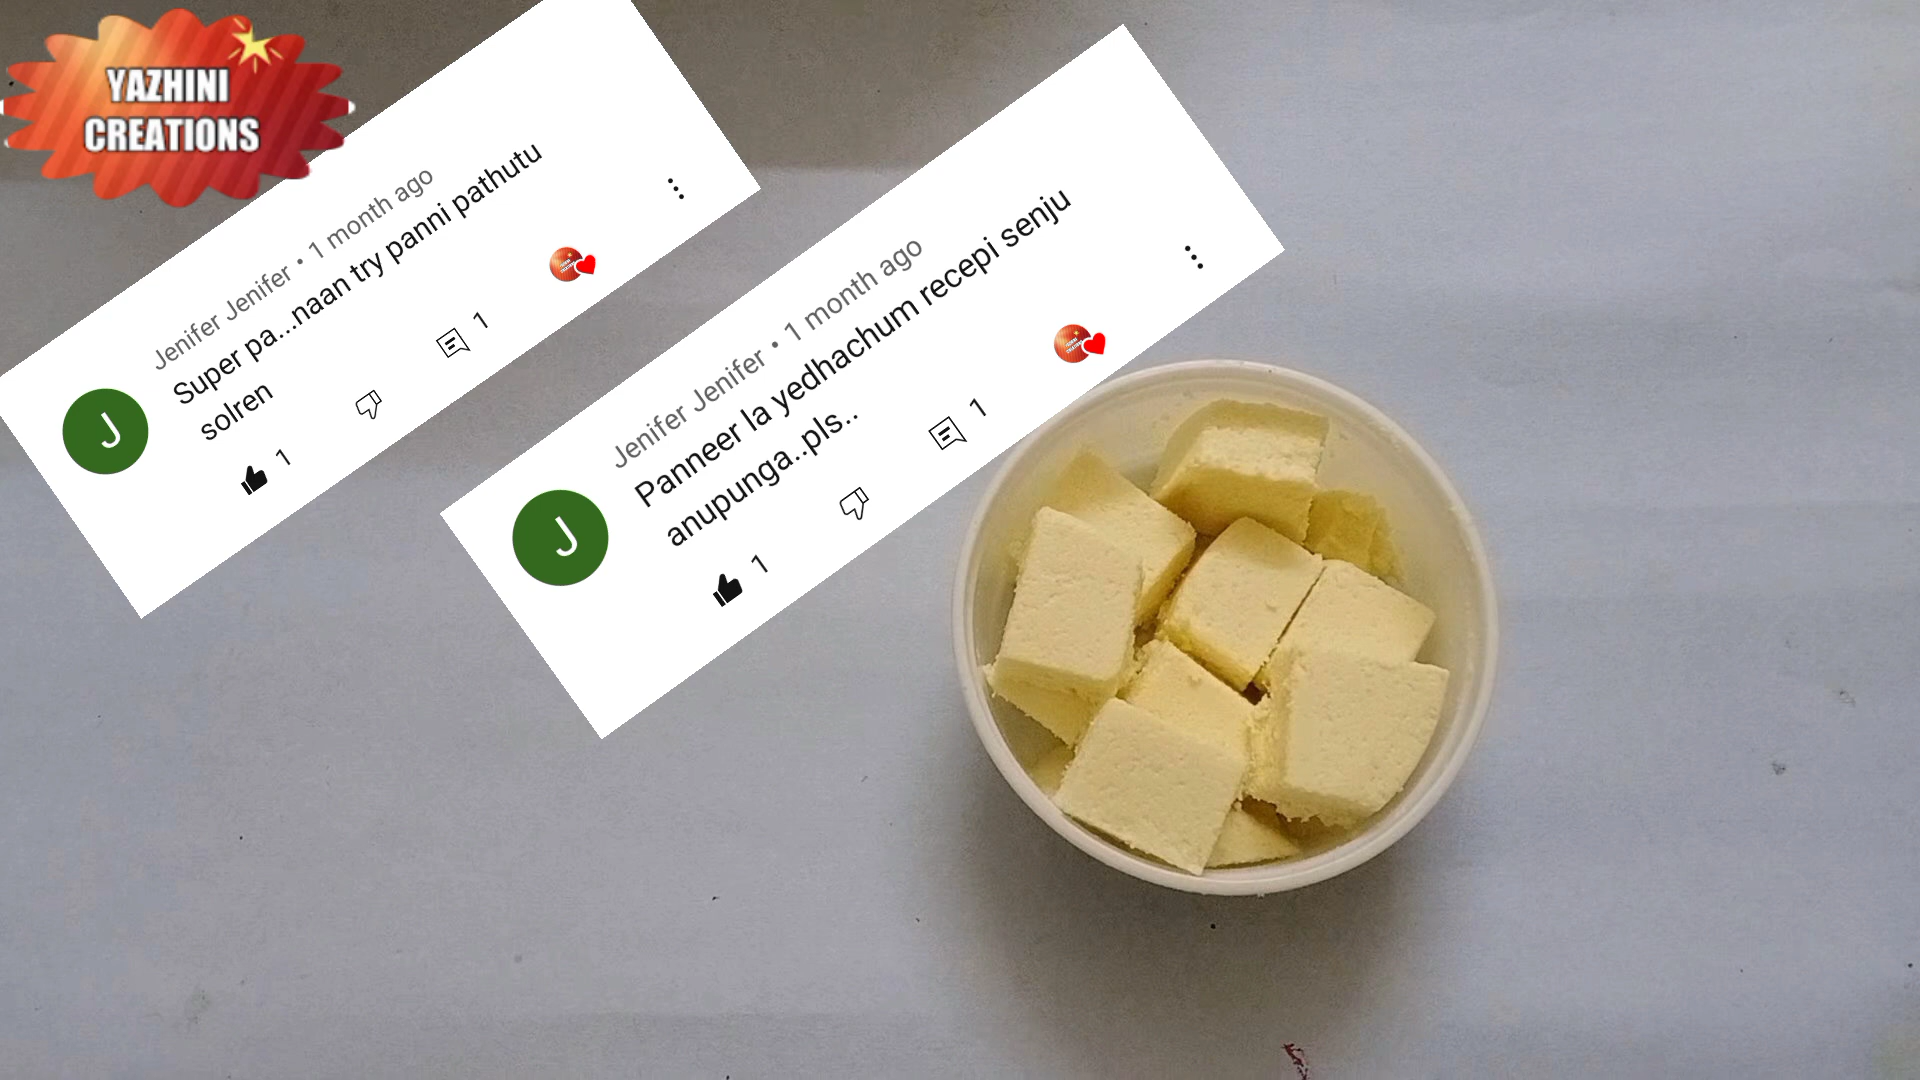 YAZHINI
CREATIONS
Jenifer Jenifer • 1 month ago
Super pa...naan try panni pathutu
solren
1
1
J
Jenifer Jenifer • 1 month ago
Panneer la yedhachum recepi senju
anupunga..pls..
1
1
J